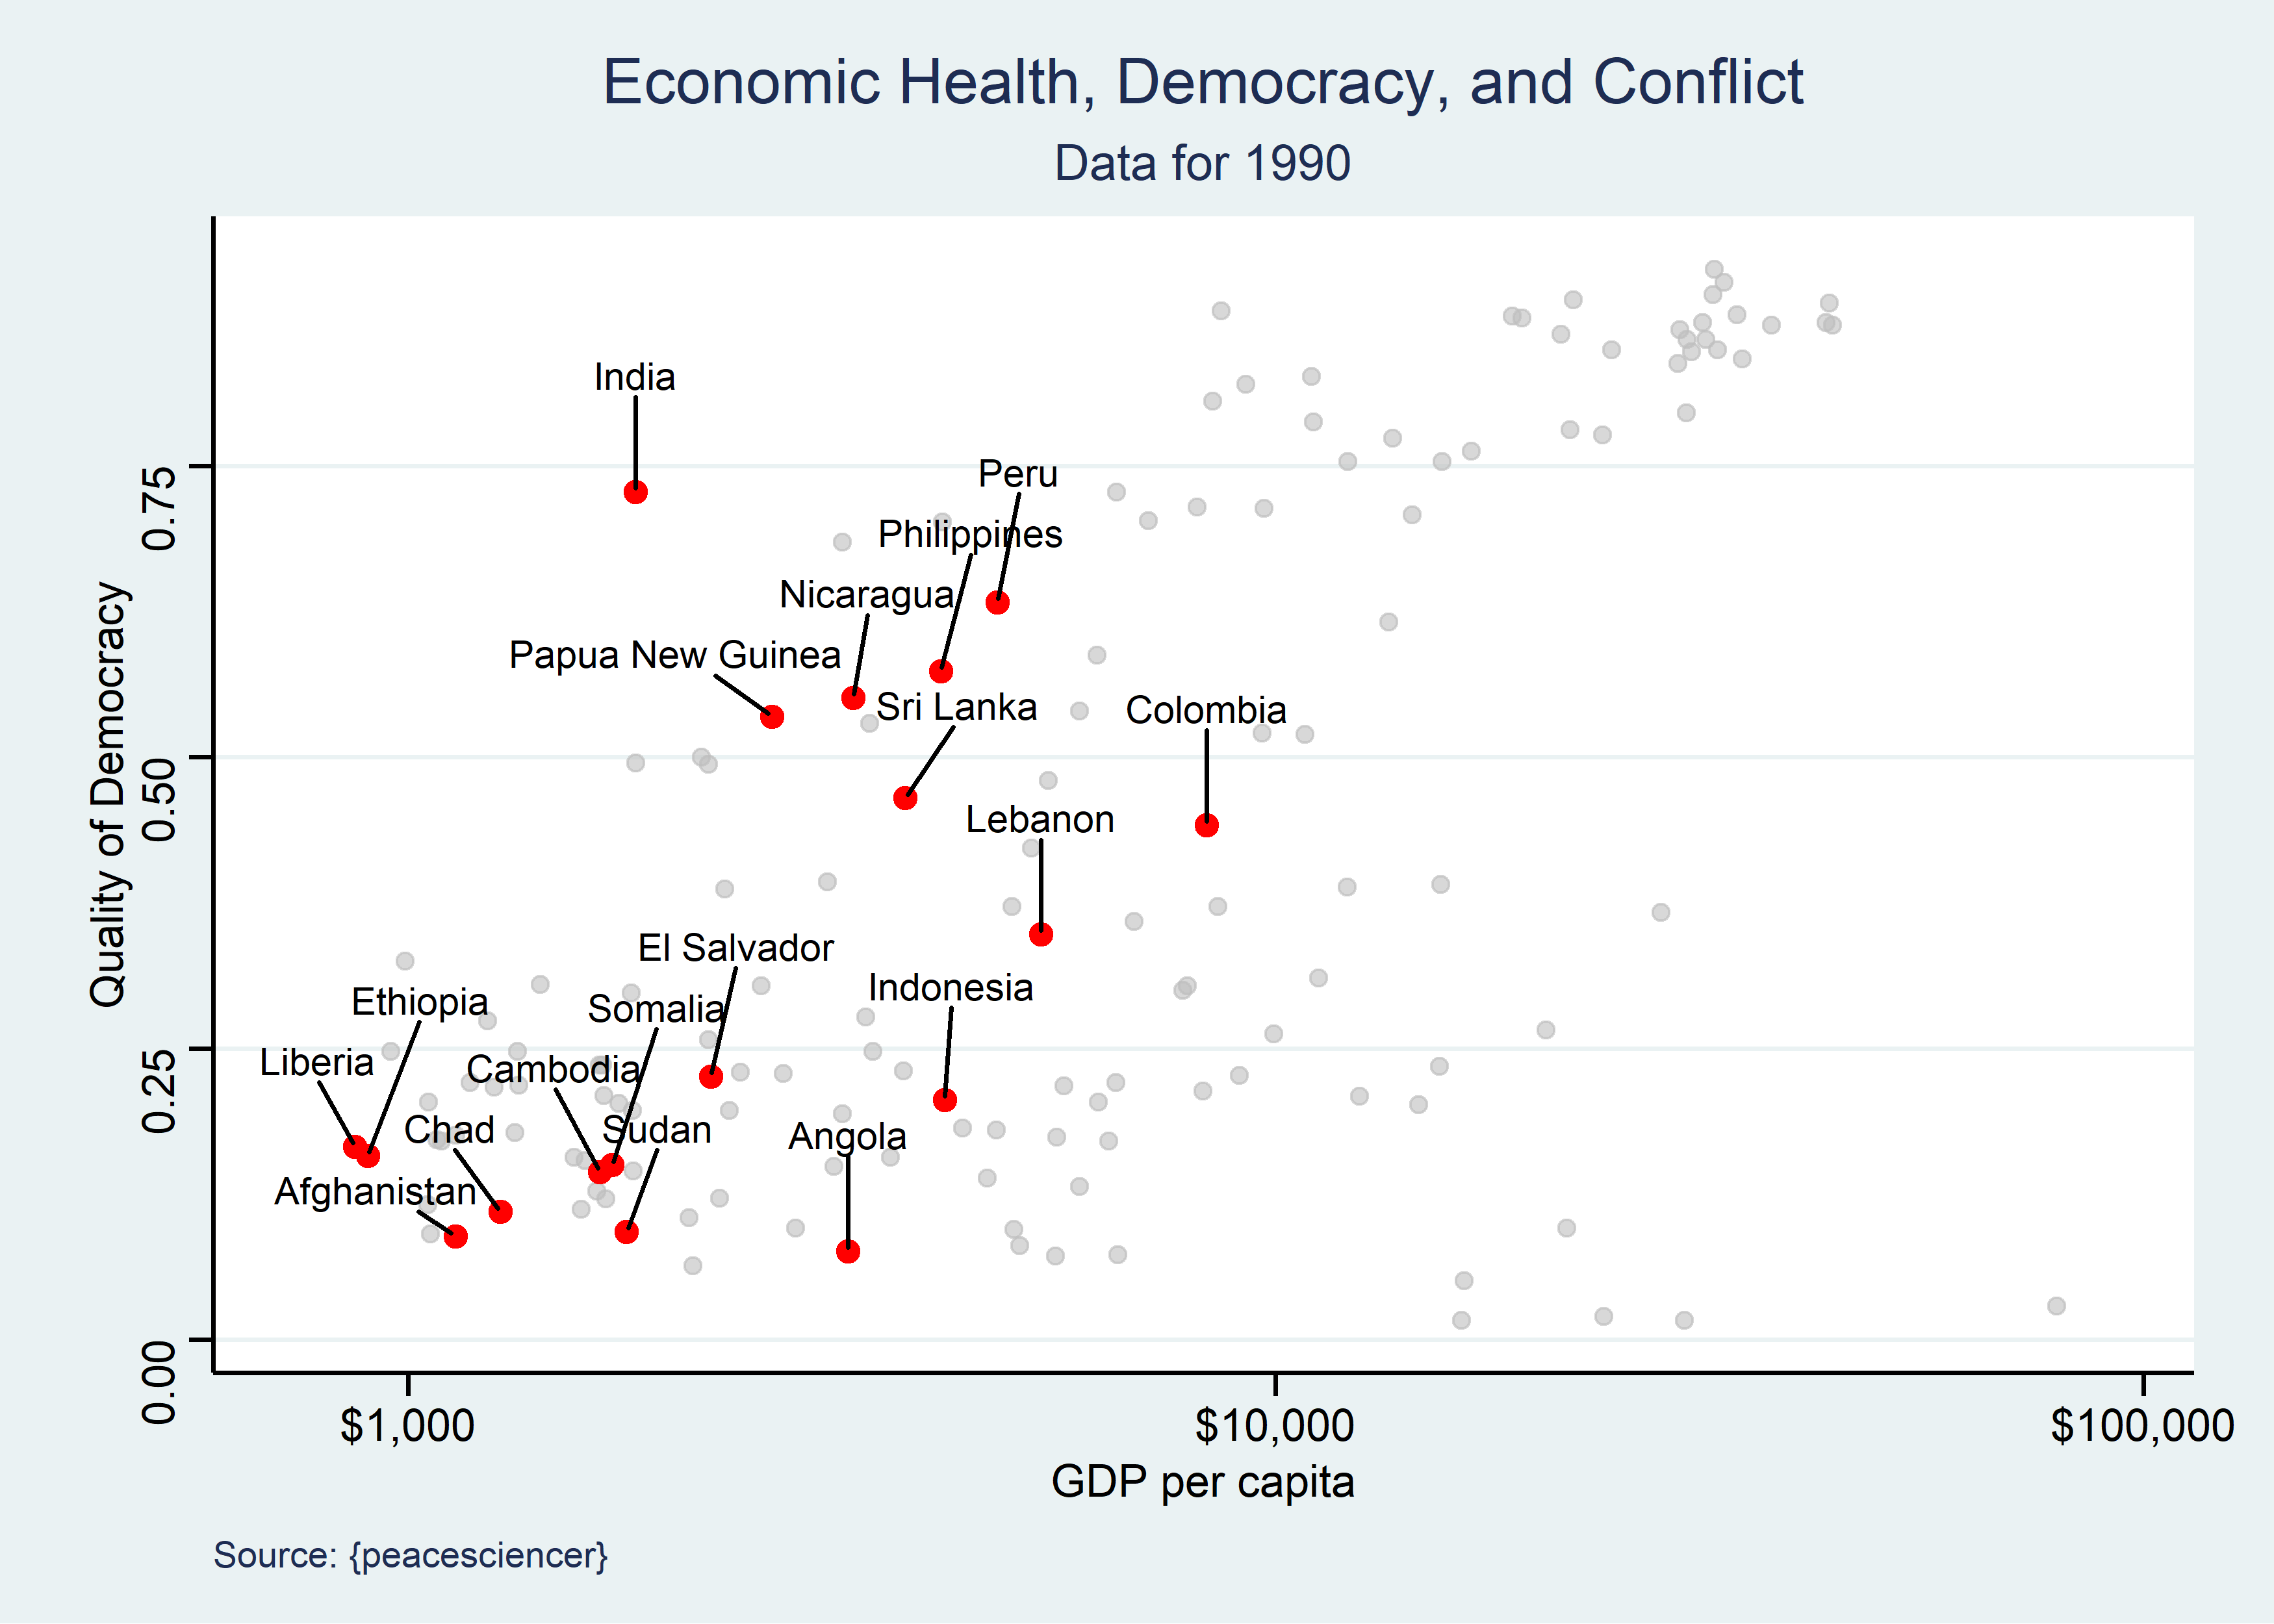 Economic Health, Democracy, and Conflict
Data for 1990
India
Peru
Philippines
Nicaragua
Papua New Guinea
Sri Lanka
Colombia
Lebanon
El Salvador
Indonesia
Ethiopia
Somalia
Liberia
Cambodia
Chad
Sudan
Angola
Afghanistan
Quality of Democracy
0.75
0.50
0.25
0.00
$1,000
$10,000
$100,000
GDP per capita
Source: {peacesciencer}